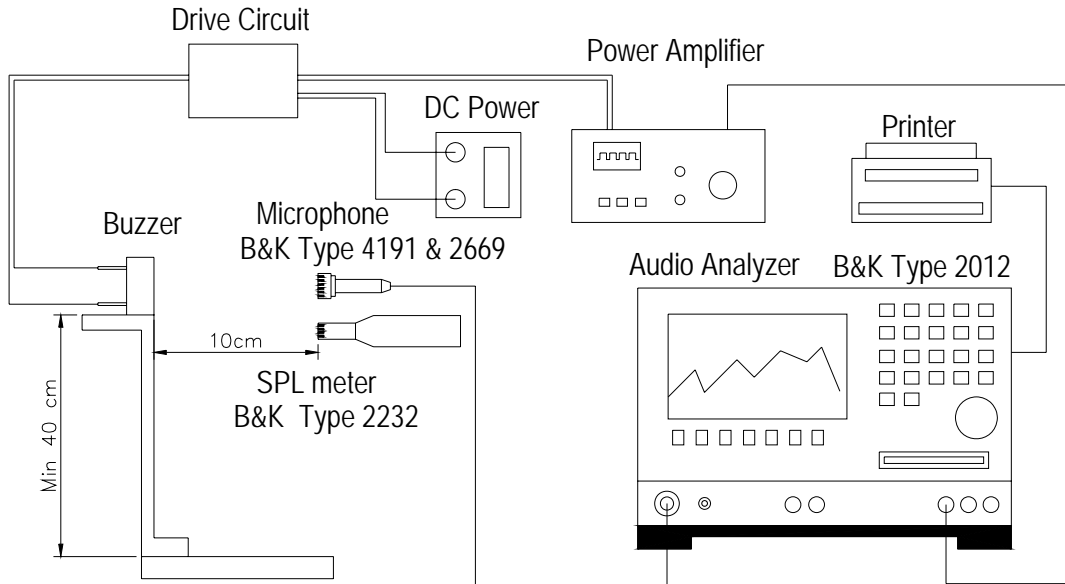 Drive Circuit
Power Amplifier
DC Power
Printer
Buzzer
Microphone
B&K Type 4191 & 2669
Audio Analyzer
B&K Type 2012
10cm
SPL meter
B&K Type 2232
Min 40 cm